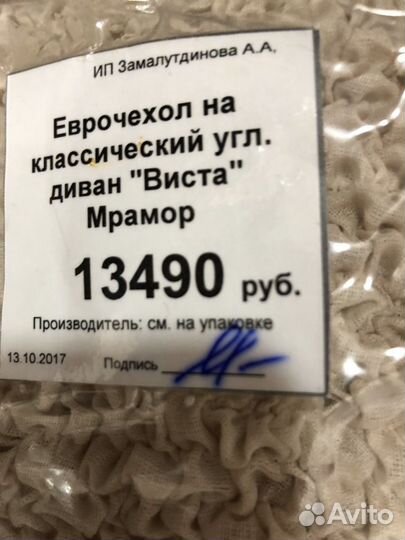 ИП Замалутдинова А.А.
Еврочехол на
классический угл.
диван "Виста"
Мрамор
13490 руб.
Производитель: см. на упаковке
13.10.2017 Подпись
Avito